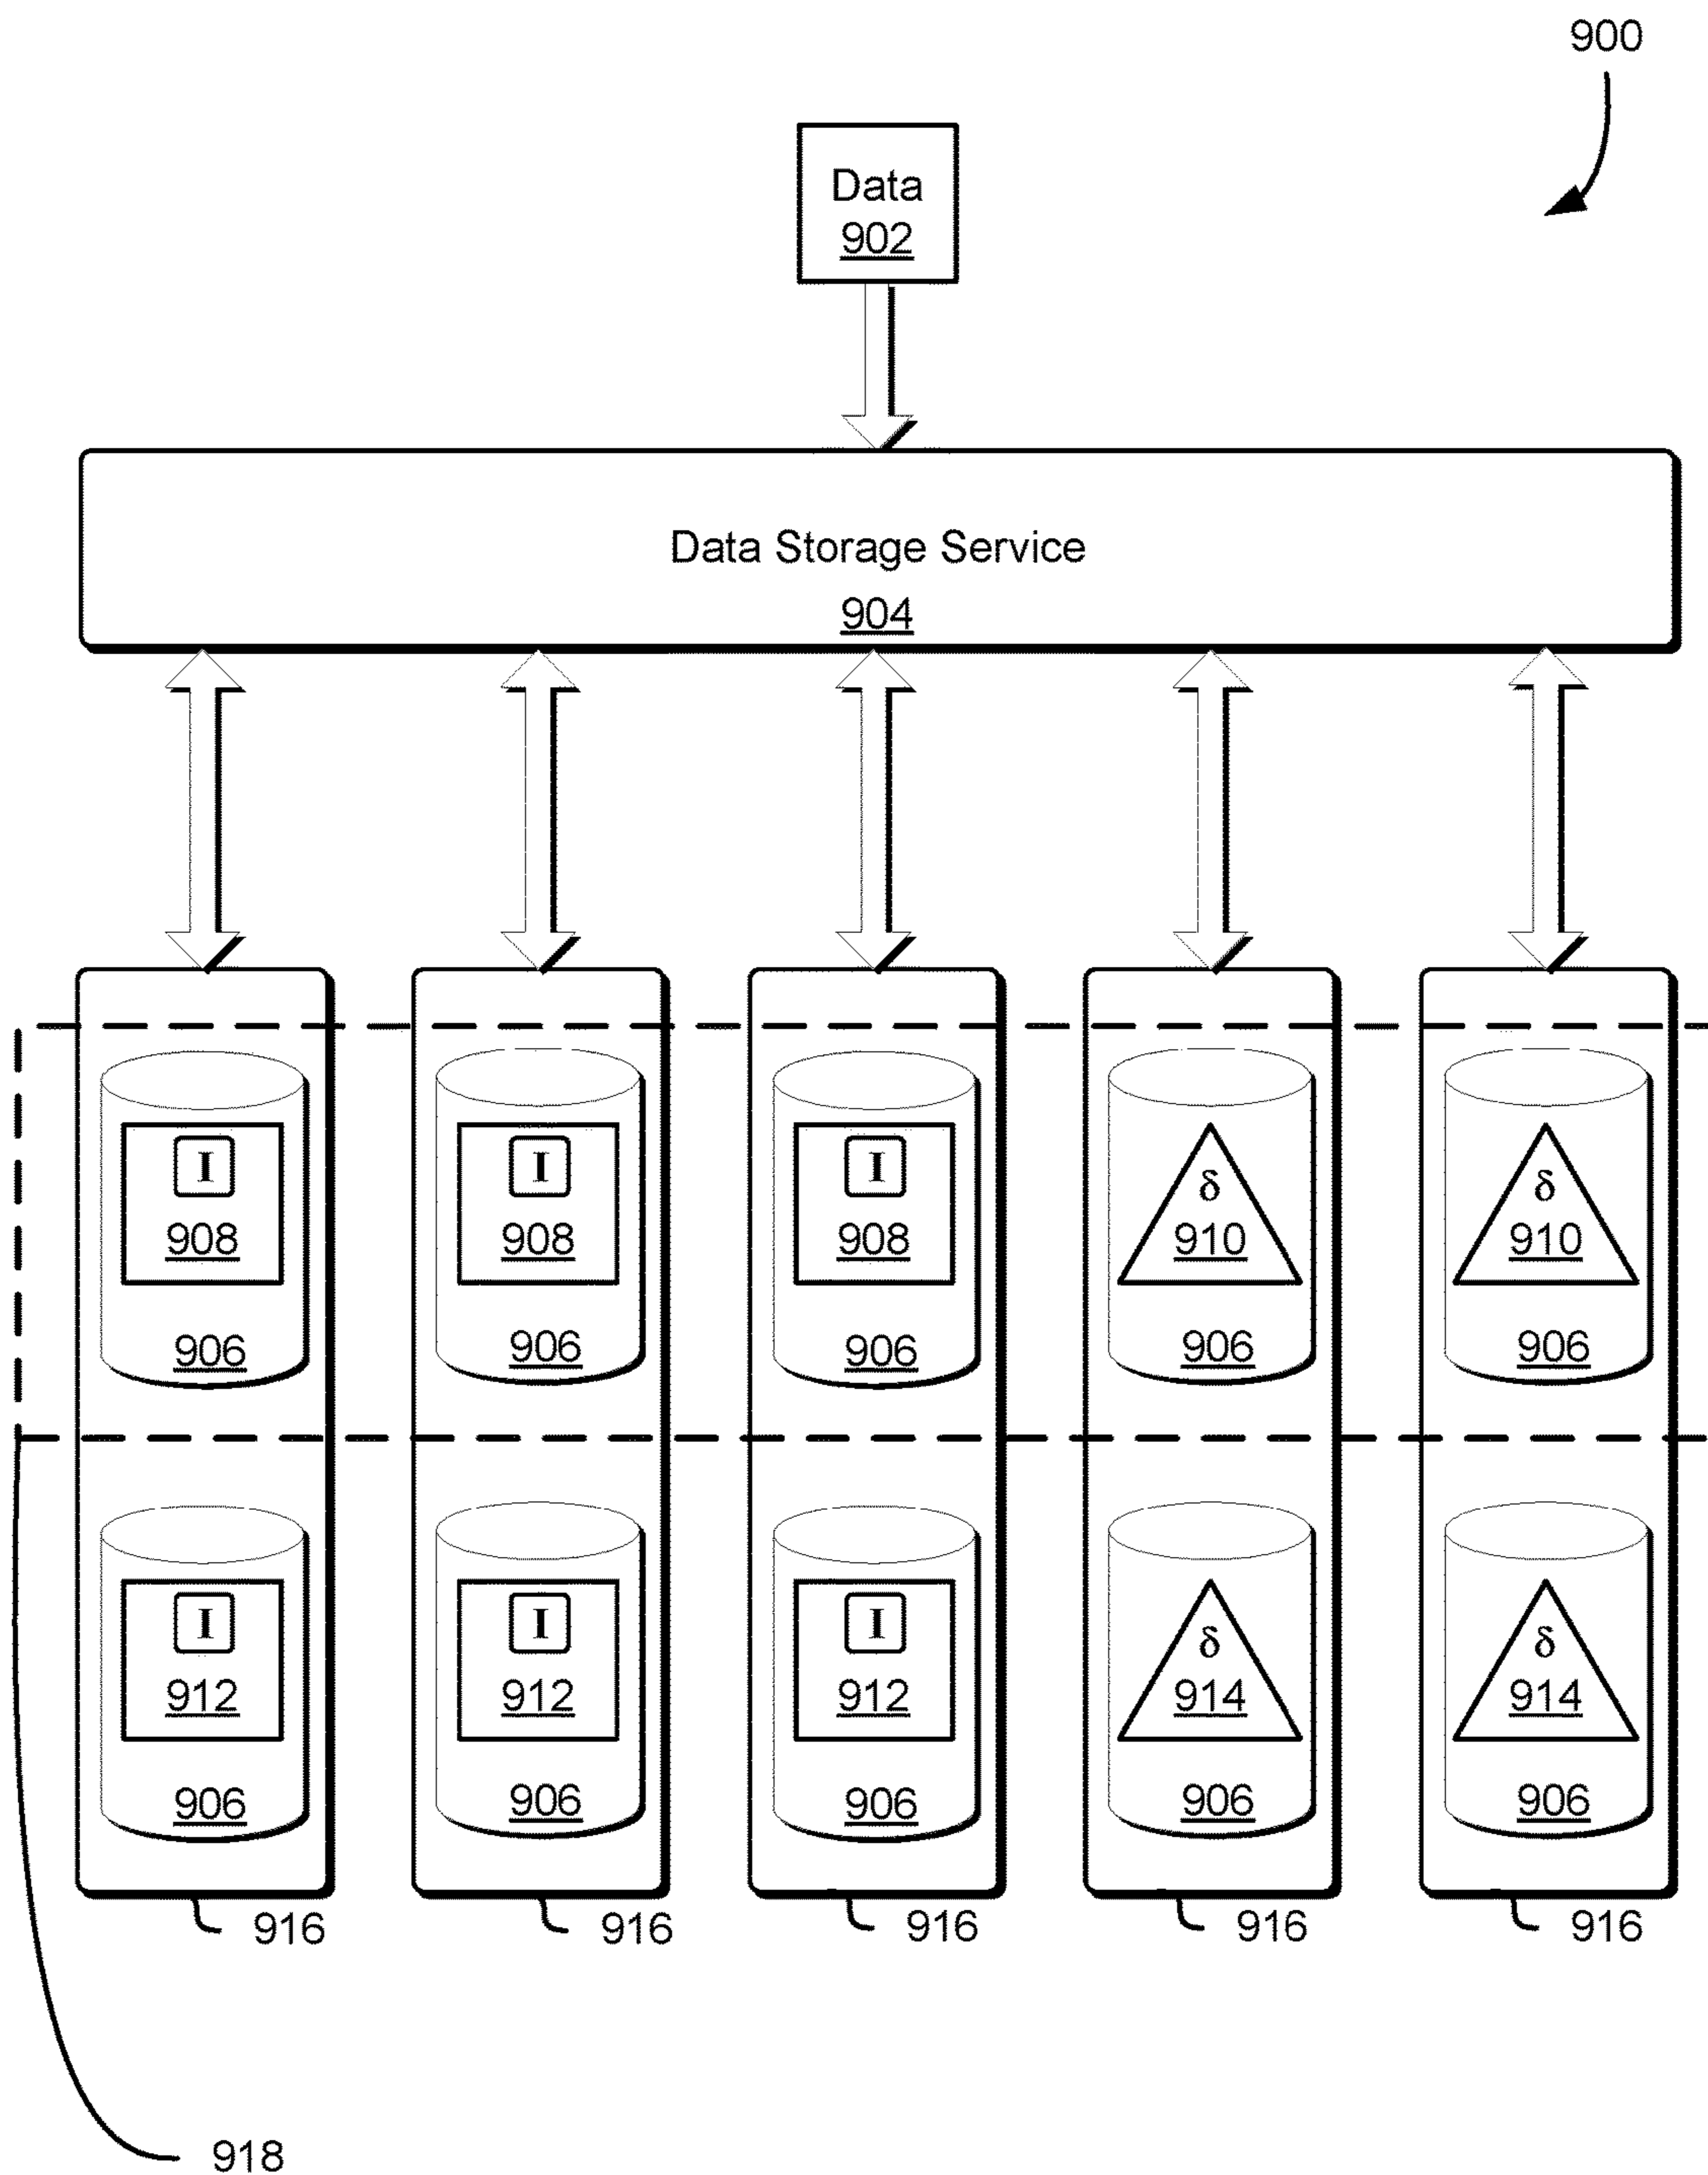 900
Data
902
Data Storage Service
904
I I I δ δ
908 908 908 910 910
906 906 906 906 906
I I I δ δ
912 912 912 914 914
906 906 906 906 906
916 916 916 916 916
918